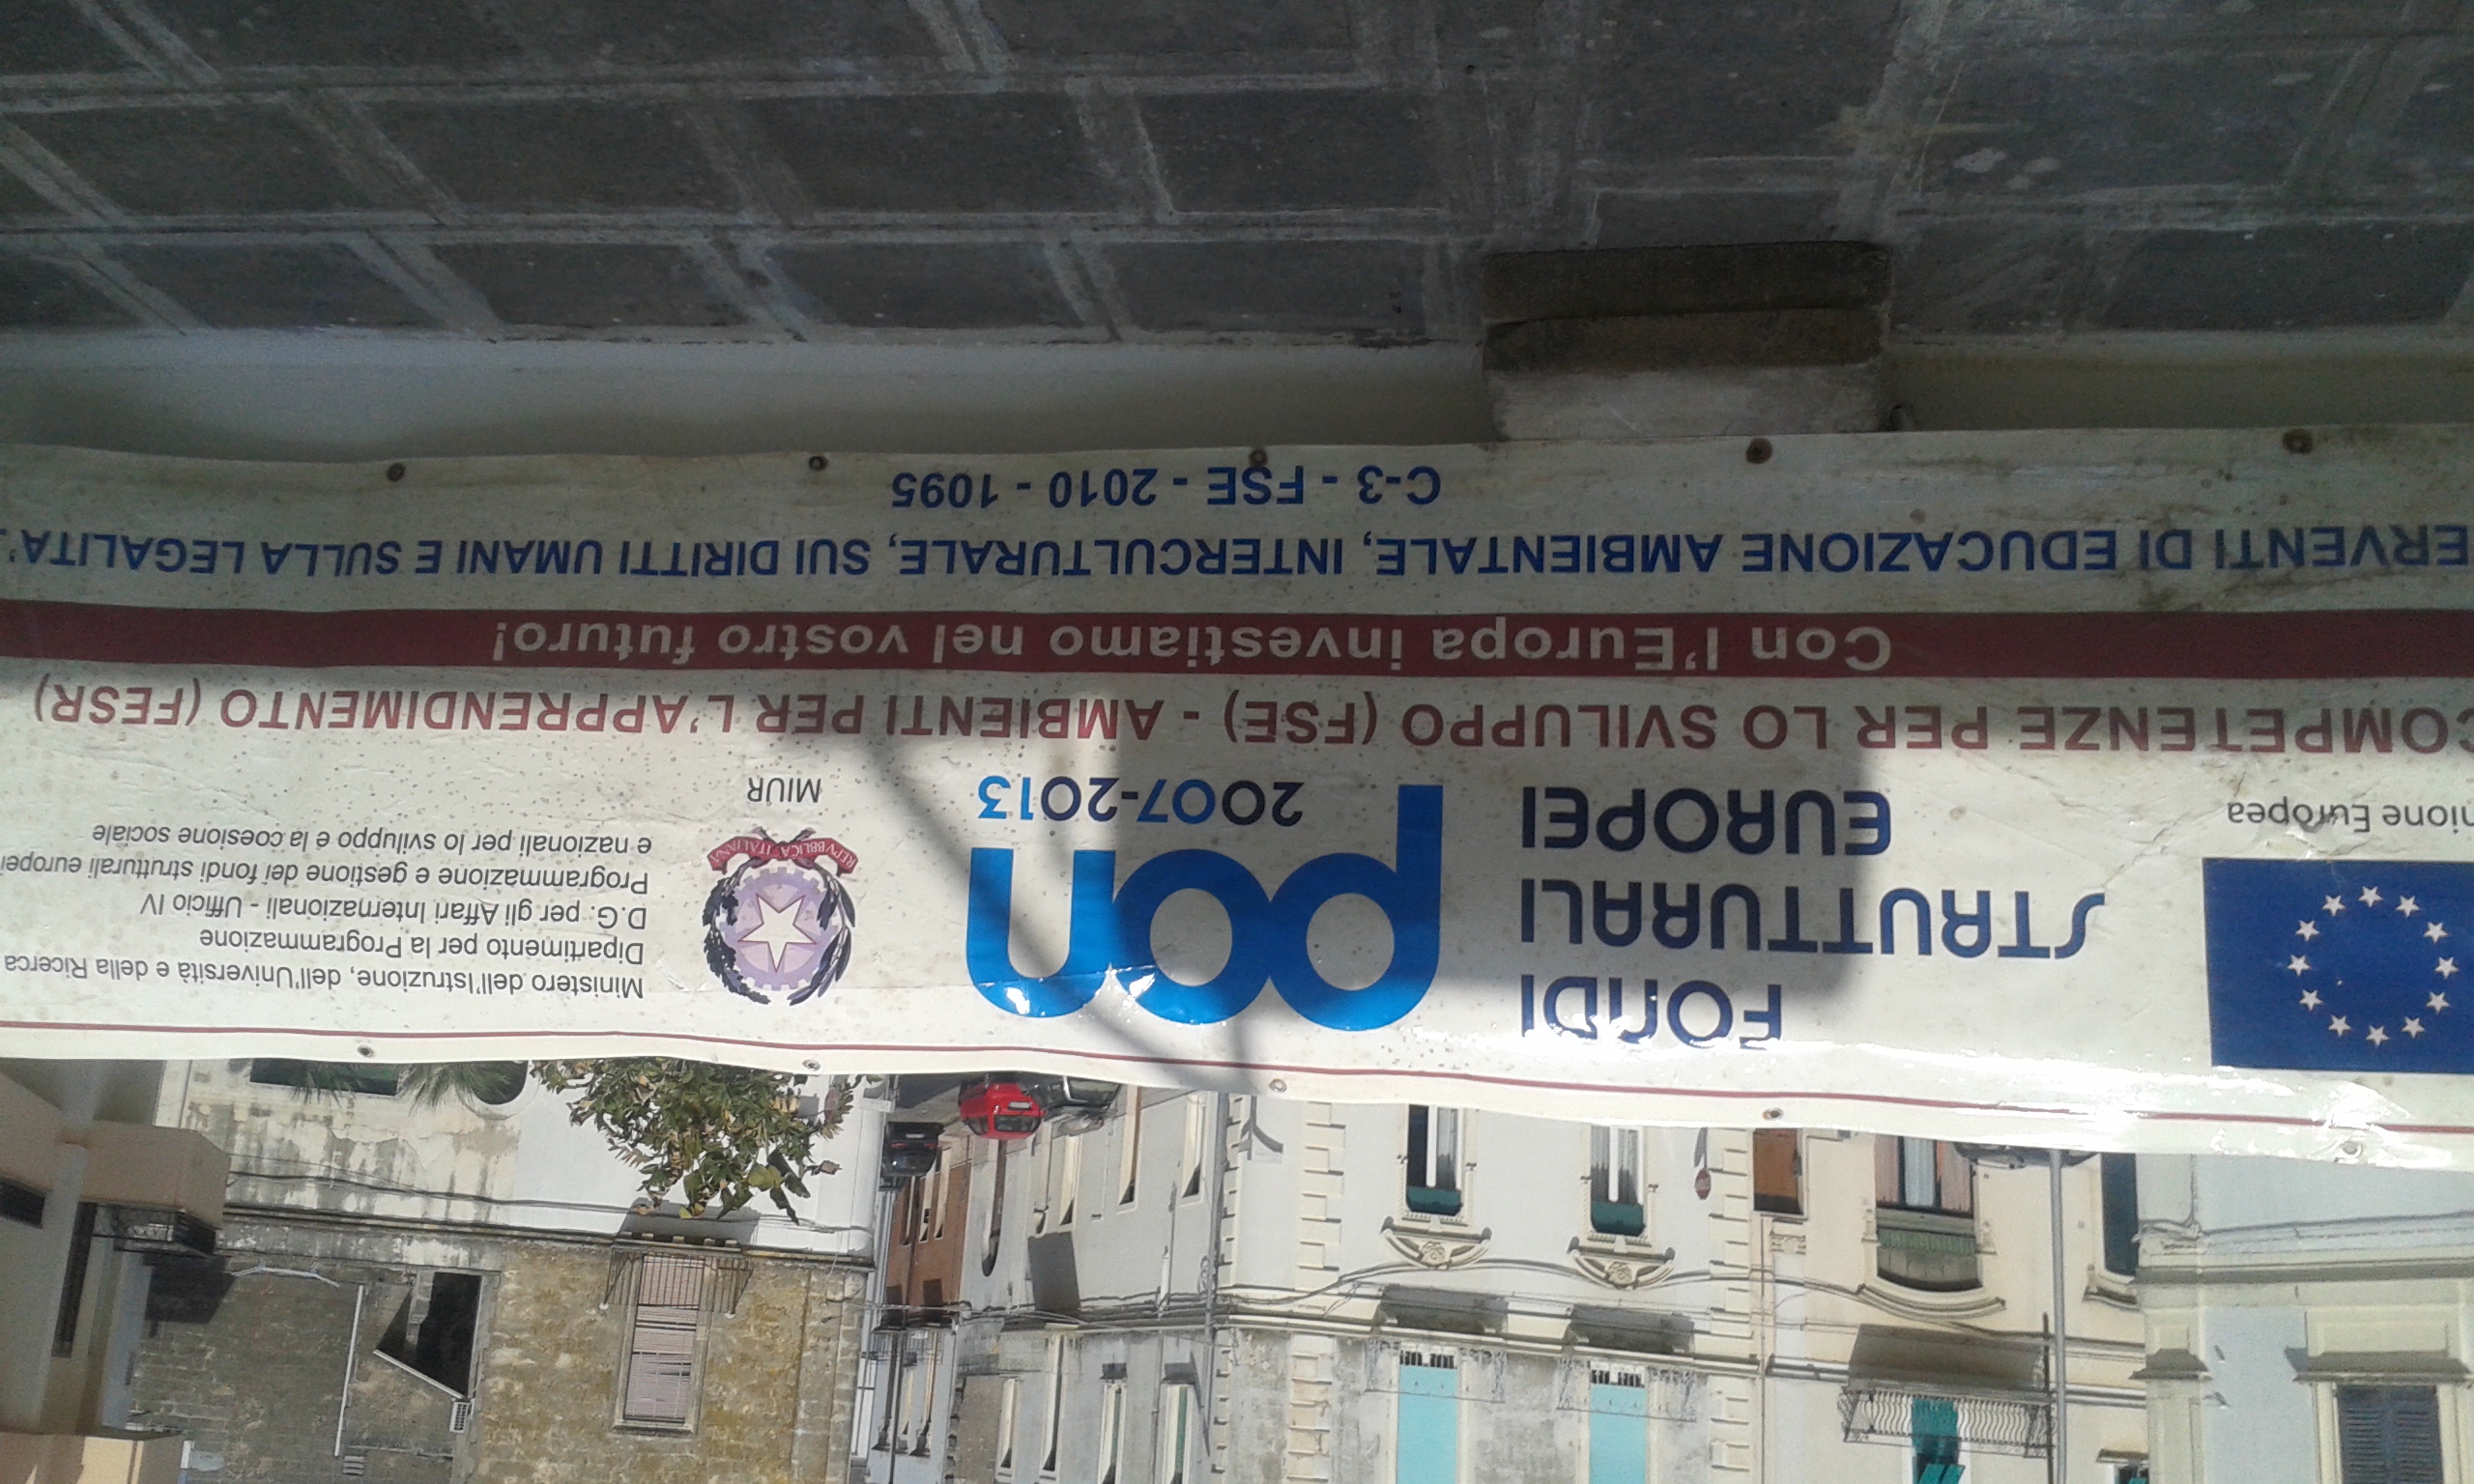 nione Europea
FONDI
STRUTTURALI
EUROPEI
pon
2007-2013
REPVBBLICA ITALIANA
MIUR
Ministero dell'Istruzione, dell'Università e della Ricerca
Dipartimento per la Programmazione
D.G. per gli Affari Internazionali - Ufficio IV
Programmazione e gestione dei fondi strutturali europei
e nazionali per lo sviluppo e la coesione sociale
COMPETENZE PER LO SVILUPPO (FSE) - AMBIENTI PER L'APPRENDIMENTO (FESR)
Con l'Europa investiamo nel vostro futuro!
ERVENTI DI EDUCAZIONE AMBIENTALE, INTERCULTURALE, SUI DIRITTI UMANI E SULLA LEGALITA'
C-3 - FSE - 2010 - 1095